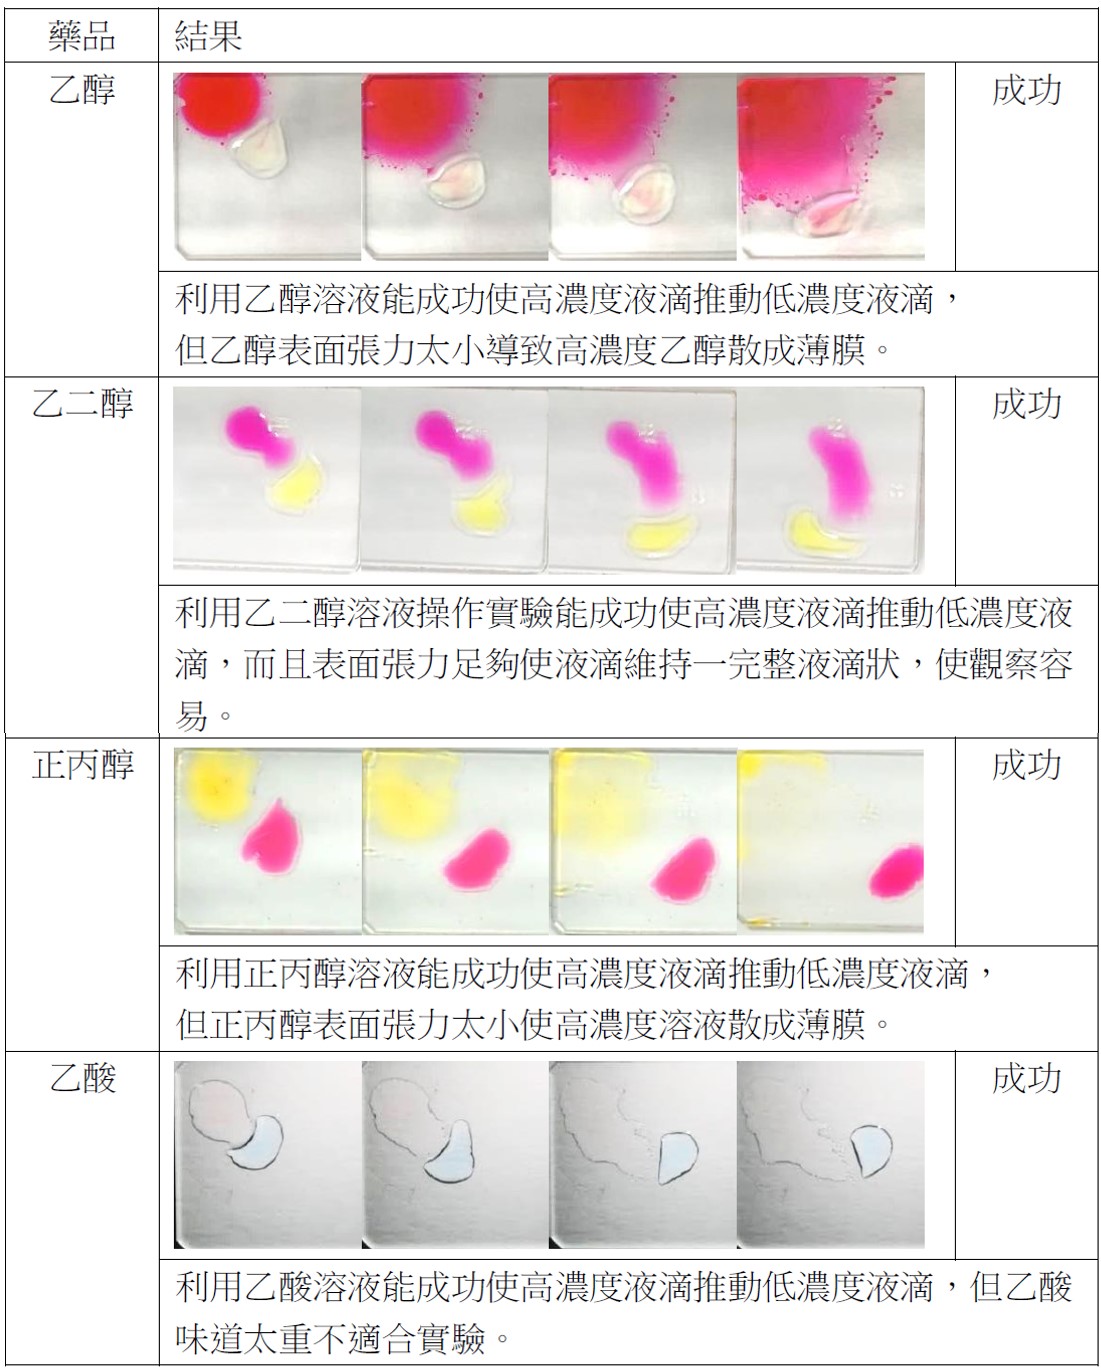 藥品 結果
乙醇 成功
利用乙醇溶液能成功使高濃度液滴推動低濃度液滴，
但乙醇表面張力太小導致高濃度乙醇散成薄膜。
乙二醇 成功
利用乙二醇溶液操作實驗能成功使高濃度液滴推動低濃度液
滴，而且表面張力足夠使液滴維持一完整液滴狀，使觀察容
易。
正丙醇 成功
利用正丙醇溶液能成功使高濃度液滴推動低濃度液滴，
但正丙醇表面張力太小使高濃度溶液散成薄膜。
乙酸 成功
利用乙酸溶液能成功使高濃度液滴推動低濃度液滴，但乙酸
味道太重不適合實驗。